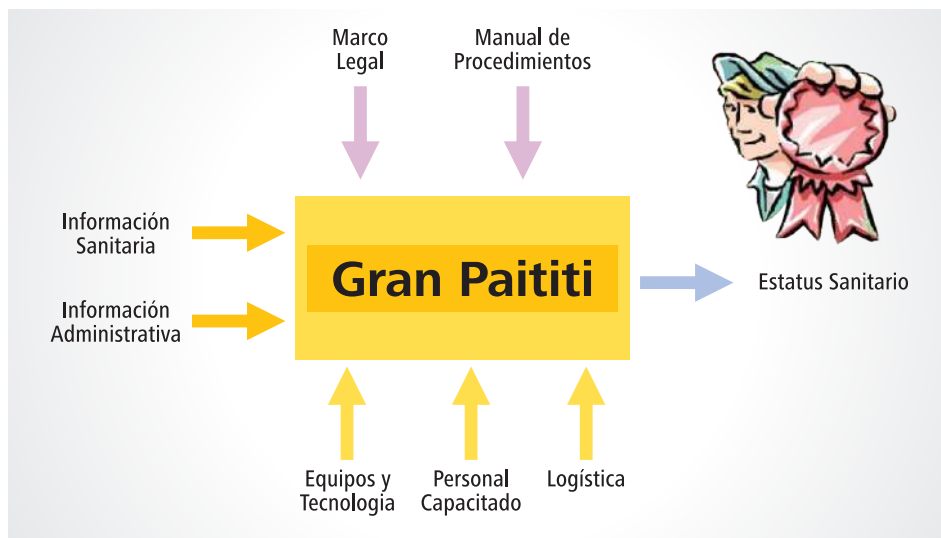 Marco
Legal
Manual de
Procedimientos
Información
Sanitaria
Gran Paititi
Estatus Sanitario
Información
Administrativa
Equipos y
Tecnologia
Personal
Capacitado
Logística